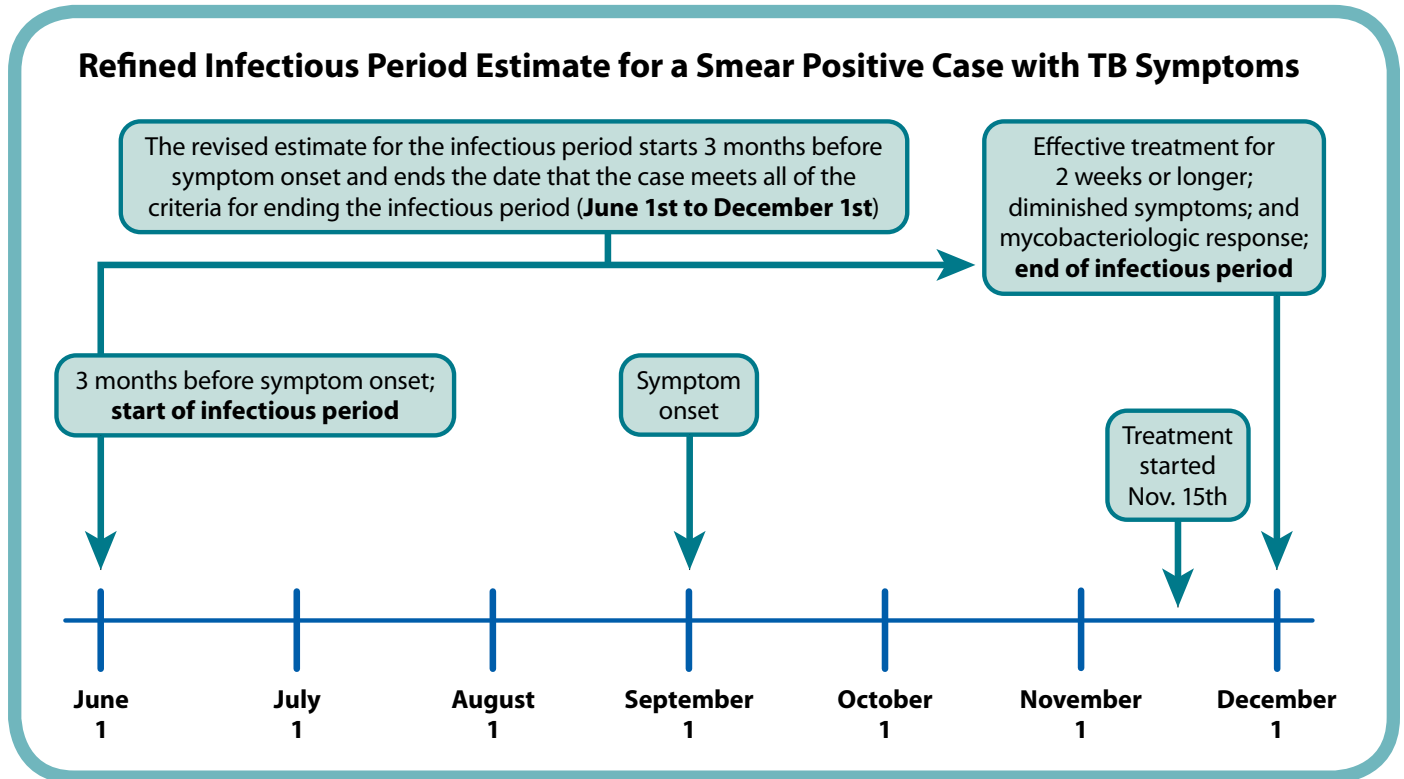 Refined Infectious Period Estimate for a Smear Positive Case with TB Symptoms
The revised estimate for the infectious period starts 3 months before
symptom onset and ends the date that the case meets all of the
criteria for ending the infectious period (June 1st to December 1st)
Effective treatment for
2 weeks or longer;
diminished symptoms; and
mycobacteriologic response;
end of infectious period
3 months before symptom onset;
start of infectious period
Symptom
onset
Treatment
started
Nov. 15th
June
1
July
1
August
1
September
1
October
1
November
1
December
1